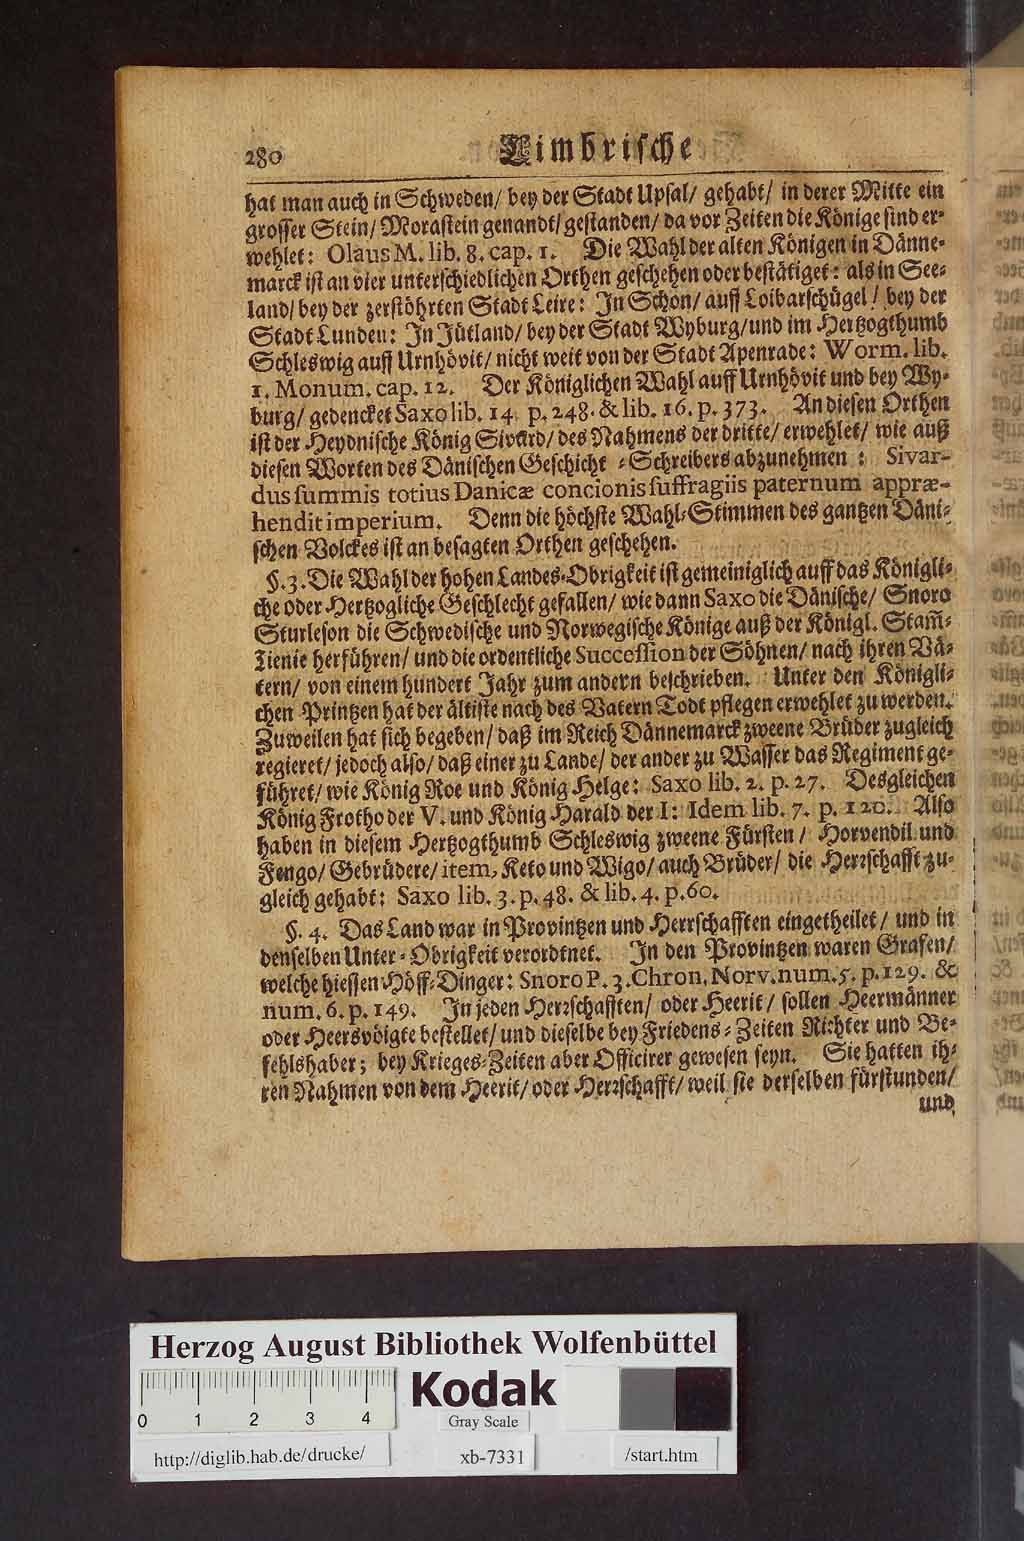 280 Cimbrische
hat man auch in Schweden/ bey der Stadt Upsal/ gehabt/ in derer Mitte ein
grosser Stein/ Morastein genandt/ gestanden/ da vor Zeiten die Könige sind er-
wehlet: Olaus M. lib. 8. cap. 1. Die Wahl der alten Königen in Dänne-
marck ist an vier unterschiedlichen Orthen geschehen oder bestätiget: als in See-
land/ bey der zerstöhrten Stadt Leire: In Schon/ auff Loibarschügel/ bey der
Stadt Lunden: In Jütland/ bey der Stadt Wyburg/ und im Hertzogthumb
Schleswig auff Urnhövit/ nicht weit von der Stadt Apenrade: Worm. lib.
1. Monum. cap. 12. Der Königlichen Wahl auff Urnhövit und bey Wy-
burg/ gedencket Saxo lib. 14. p. 248. & lib. 16. p. 373. An diesen Orthen
ist der Heydnische König Sivard/ des Nahmens der dritte/ erwehlet/ wie auß
diesen Worten des Dänischen Geschicht-Schreibers abzunehmen: Sivar-
dus summis totius Danicæ concionis suffragiis paternum appræ-
hendit imperium. Denn die höchste Wahl-Stimmen des gantzen Däni-
schen Volckes ist an besagten Orthen geschehen.
§. 3. Die Wahl der hohen Landes-Obrigkeit ist gemeiniglich auff das Königli-
che oder Hertzogliche Geschlecht gefallen/ wie dann Saxo die Dänische/ Snoro
Sturleson die Schwedische und Norwegische Könige auß der Königl. Stam̃-
Lienie herführen/ und die ordentliche Succession der Söhnen/ nach ihren Vä-
tern/ von einem hundert Jahr zum andern beschrieben. Unter den Königli-
chen Printzen hat der ältiste nach des Vatern Todt pflegen erwehlet zu werden.
Zuweilen hat sich begeben/ daß im Reich Dännemarck zweene Brüder zugleich
regieret/ jedoch also/ daß einer zu Lande/ der ander zu Wasser das Regiment ge-
führet/ wie König Roe und König Helge: Saxo lib. 2. p. 27. Desgleichen
König Frotho der V. und König Harald der I: Idem lib. 7. p. 120. Also
haben in diesem Hertzogthumb Schleswig zweene Fürsten/ Horvendil und
Fengo/ Gebrüdere/ item, Keto und Wigo/ auch Brüder/ die Herrschafft zu-
gleich gehabt: Saxo lib. 3. p. 48. & lib. 4. p. 60.
§. 4. Das Land war in Provintzen und Herrschafften eingetheilet/ und in
denselben Unter-Obrigkeit verordtnet. In den Provintzen waren Grafen/
welche hiessen Höff-Dinger: Snoro P. 3. Chron. Norv. num. 5. p. 129. &
num. 6. p. 149. In jeden Herrschafften/ oder Heerit/ sollen Heermänner
oder Heersvöigte bestellet/ und dieselbe bey Friedens-Zeiten Richter und Be-
fehlshaber; bey Krieges-Zeiten aber Officirer gewesen seyn. Sie hatten ih-
ren Nahmen von dem Heerit/ oder Herrschafft/ weil sie derselben fürstunden/
und
Herzog August Bibliothek Wolfenbüttel
0 1 2 3 4
Kodak
Gray Scale
http://diglib.hab.de/drucke/ xb-7331 /start.htm